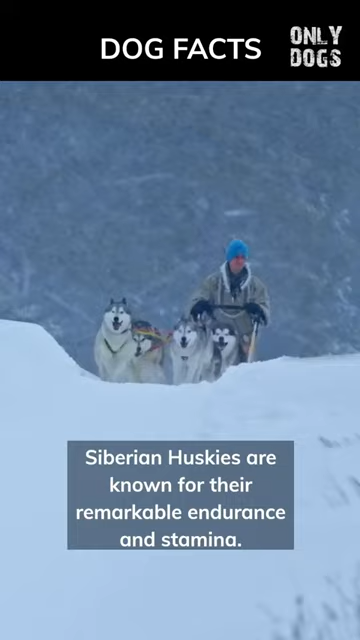 DOG FACTS
ONLY
DOGS
Siberian Huskies are
known for their
remarkable endurance
and stamina.